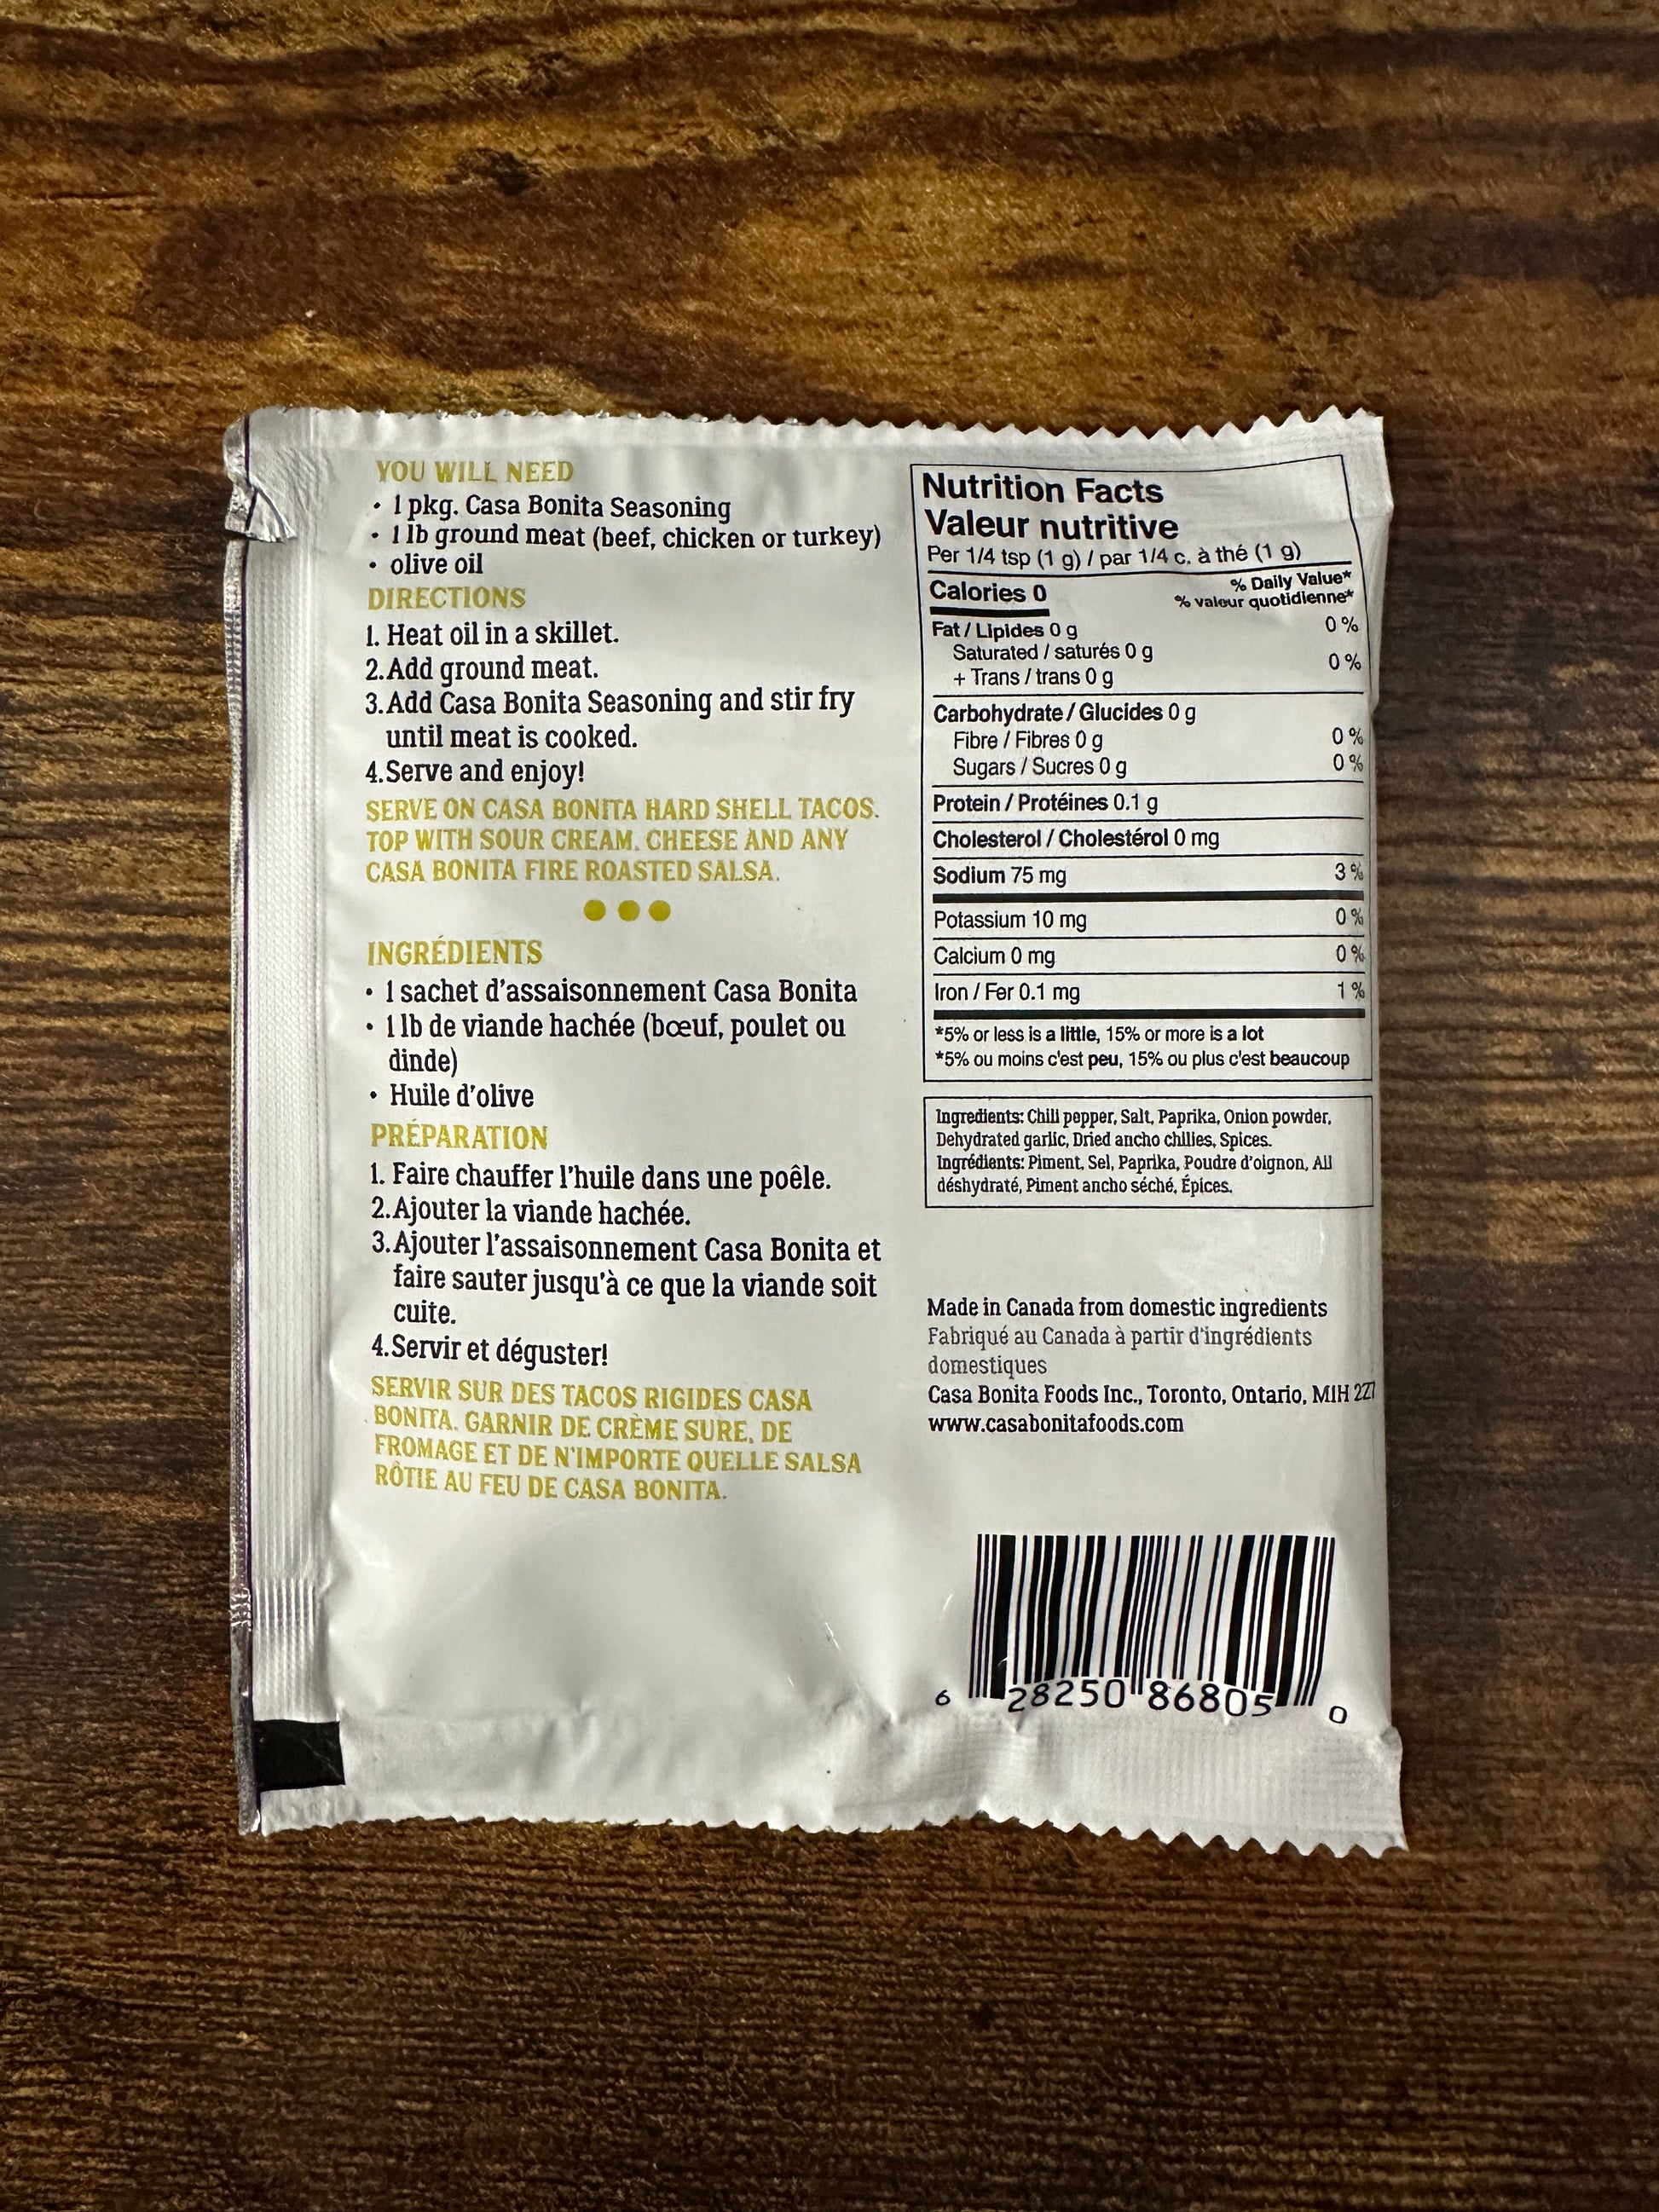 YOU WILL NEED
• 1 pkg. Casa Bonita Seasoning
• 1 lb ground meat (beef, chicken or turkey)
• olive oil
DIRECTIONS
1. Heat oil in a skillet.
2.Add ground meat.
3.Add Casa Bonita Seasoning and stir fry
until meat is cooked.
4.Serve and enjoy!
SERVE ON CASA BONITA HARD SHELL TACOS.
TOP WITH SOUR CREAM, CHEESE AND ANY
CASA BONITA FIRE ROASTED SALSA.
INGRÉDIENTS
• 1 sachet d'assaisonnement Casa Bonita
• 1 lb de viande hachée (bœuf, poulet ou
dinde)
• Huile d'olive
PRÉPARATION
1. Faire chauffer l'huile dans une poêle.
2.Ajouter la viande hachée.
3.Ajouter l'assaisonnement Casa Bonita et
faire sauter jusqu'à ce que la viande soit
cuite.
4.Servir et déguster!
SERVIR SUR DES TACOS RIGIDES CASA
BONITA. GARNIR DE CRÈME SURE, DE
FROMAGE ET DE N'IMPORTE QUELLE SALSA
RÔTIE AU FEU DE CASA BONITA.
Nutrition Facts
Valeur nutritive
Per 1/4 tsp (1 g) / par 1/4 c. à thé (1 g)
Calories 0 % Daily Value*
% valeur quotidienne*
Fat / Lipides 0 g 0 %
Saturated / saturés 0 g
+ Trans / trans 0 g 0 %
Carbohydrate / Glucides 0 g
Fibre / Fibres 0 g 0 %
Sugars / Sucres 0 g 0 %
Protein / Protéines 0.1 g
Cholesterol / Cholestérol 0 mg
Sodium 75 mg 3 %
Potassium 10 mg 0 %
Calcium 0 mg 0 %
Iron / Fer 0.1 mg 1 %
*5% or less is a little, 15% or more is a lot
*5% ou moins c'est peu, 15% ou plus c'est beaucoup
Ingredients: Chili pepper, Salt, Paprika, Onion powder,
Dehydrated garlic, Dried ancho chilies, Spices.
Ingrédients: Piment, Sel, Paprika, Poudre d'oignon, Ail
déshydraté, Piment ancho séché, Épices.
Made in Canada from domestic ingredients
Fabriqué au Canada à partir d'ingrédients
domestiques
Casa Bonita Foods Inc., Toronto, Ontario, M1H
www.casabonitafoods.com
6 28250 86805 0